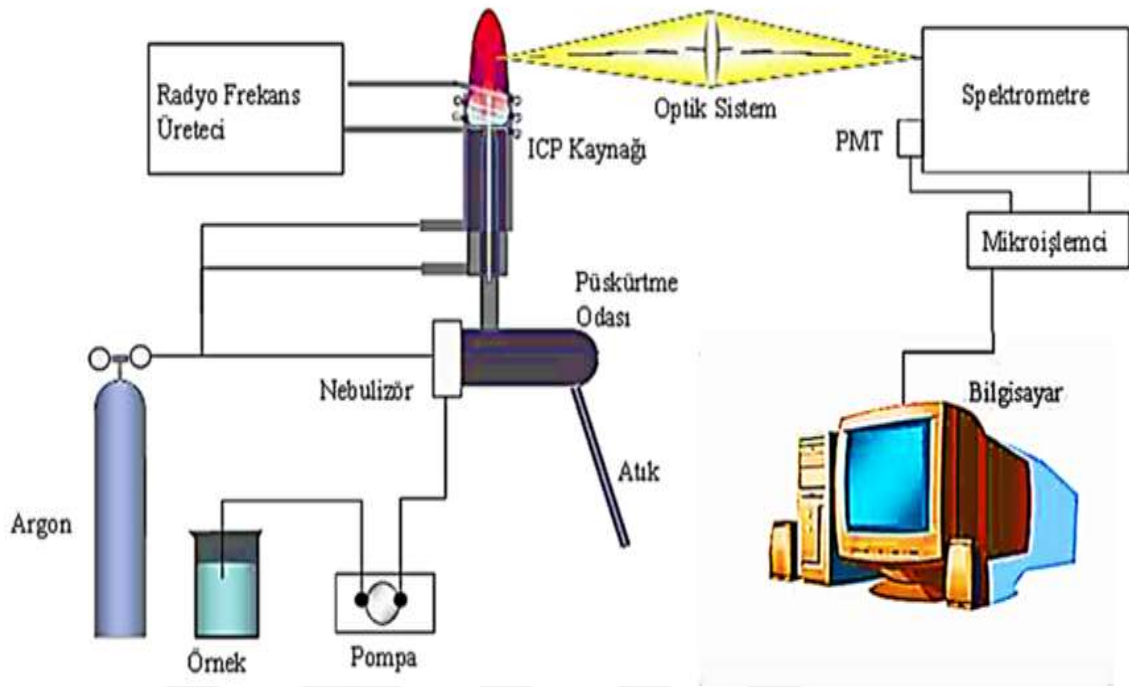 Radyo Frekans
Üreteci
Optik Sistem
Spektrometre
ICP Kaynağı
PMT
Mikroişlemci
Püskürtme
Odası
Nebulizör
Bilgisayar
Atık
Argon
Örnek
Pompa